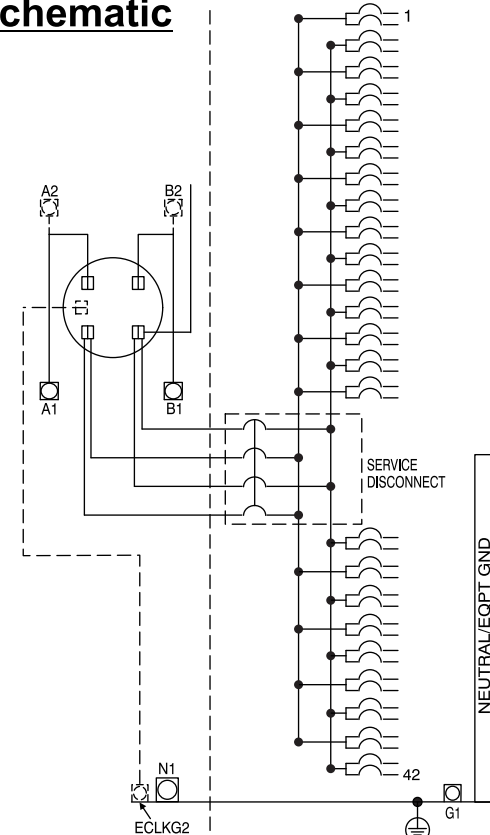 chematic
1
A2
B2
A1
B1
SERVICE
DISCONNECT
NEUTRAL/EQPT GND
42
N1
G1
ECLKG2